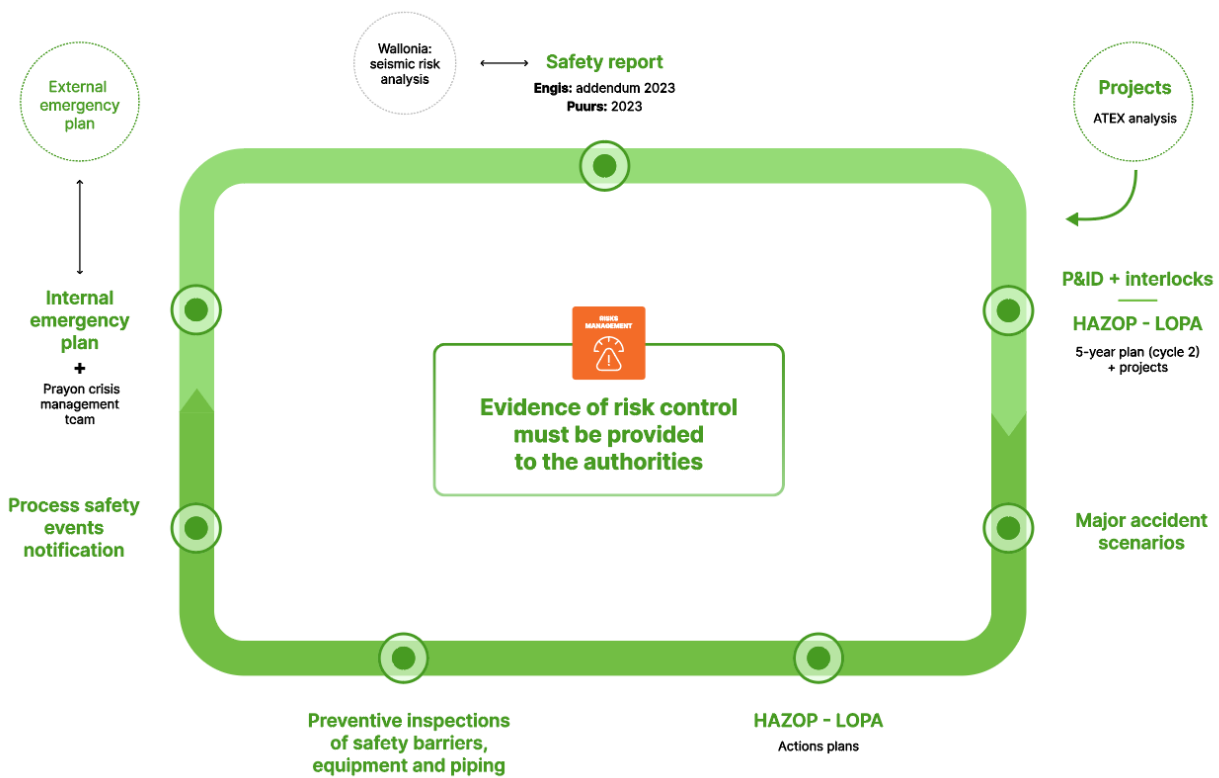 Wallonia:
seismic risk
analysis
Safety report
Engis: addendum 2023
Puurs: 2023
External
emergency
plan
Projects
ATEX analysis
Internal
emergency
plan
+
Prayon crisis
management
team
P&ID + interlocks
HAZOP - LOPA
5-year plan (cycle 2)
+ projects
RISKS
MANAGEMENT
Evidence of risk control
must be provided
to the authorities
Process safety
events
notification
Major accident
scenarios
Preventive inspections
of safety barriers,
equipment and piping
HAZOP - LOPA
Actions plans